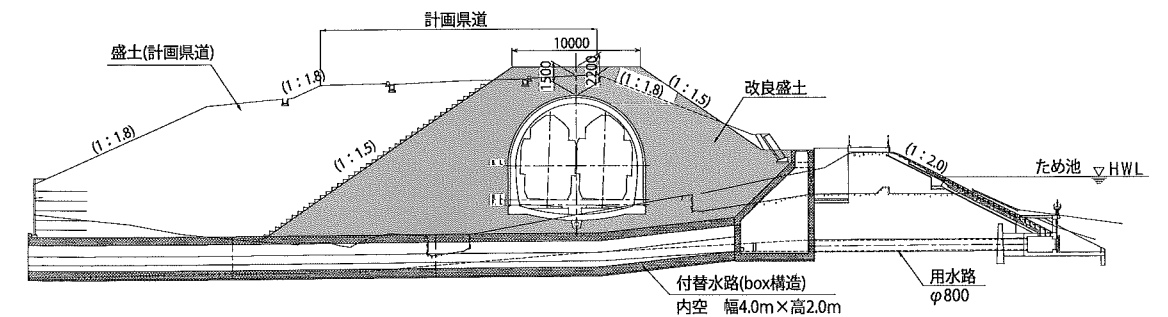 計画県道
10000
盛土(計画県道)
1500
2200
(1：1.8)
(1：1.8)
(1：1.5)
改良盛土
(1：1.8)
(1：1.5)
(1：2.0)
ため池 HWL
付替水路(box構造)
内空 幅4.0m×高2.0m
用水路
φ800